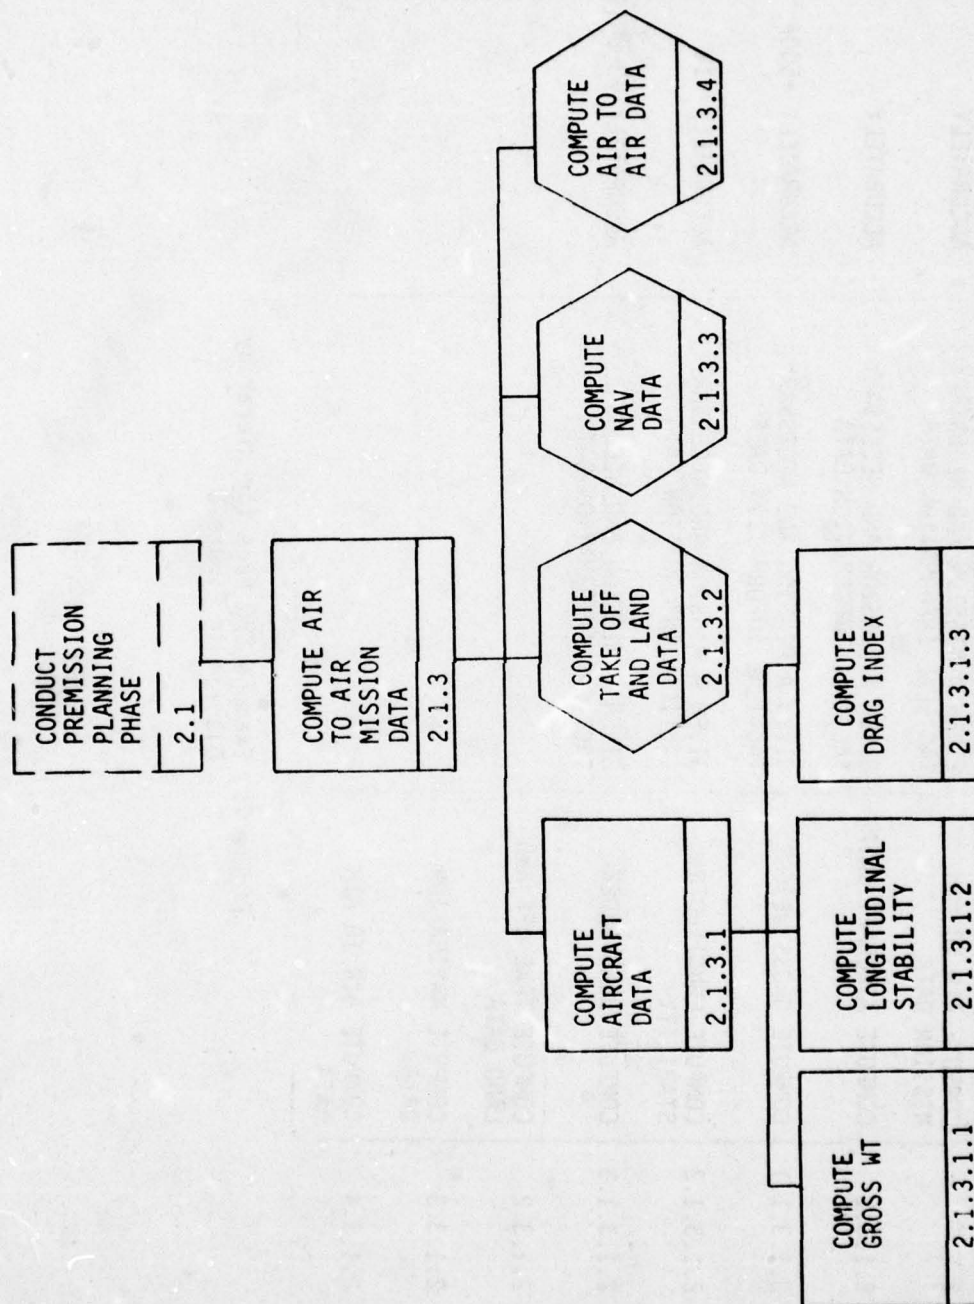 CONDUCT
PREMISSION
PLANNING
PHASE
2.1
COMPUTE AIR
TO AIR
MISSION
DATA
2.1.3
COMPUTE
AIRCRAFT
DATA
2.1.3.1
COMPUTE
TAKE OFF
AND LAND
DATA
2.1.3.2
COMPUTE
NAV
DATA
2.1.3.3
COMPUTE
AIR TO
AIR DATA
2.1.3.4
COMPUTE
GROSS WT
2.1.3.1.1
COMPUTE
LONGITUDINAL
STABILITY
2.1.3.1.2
COMPUTE
DRAG INDEX
2.1.3.1.3